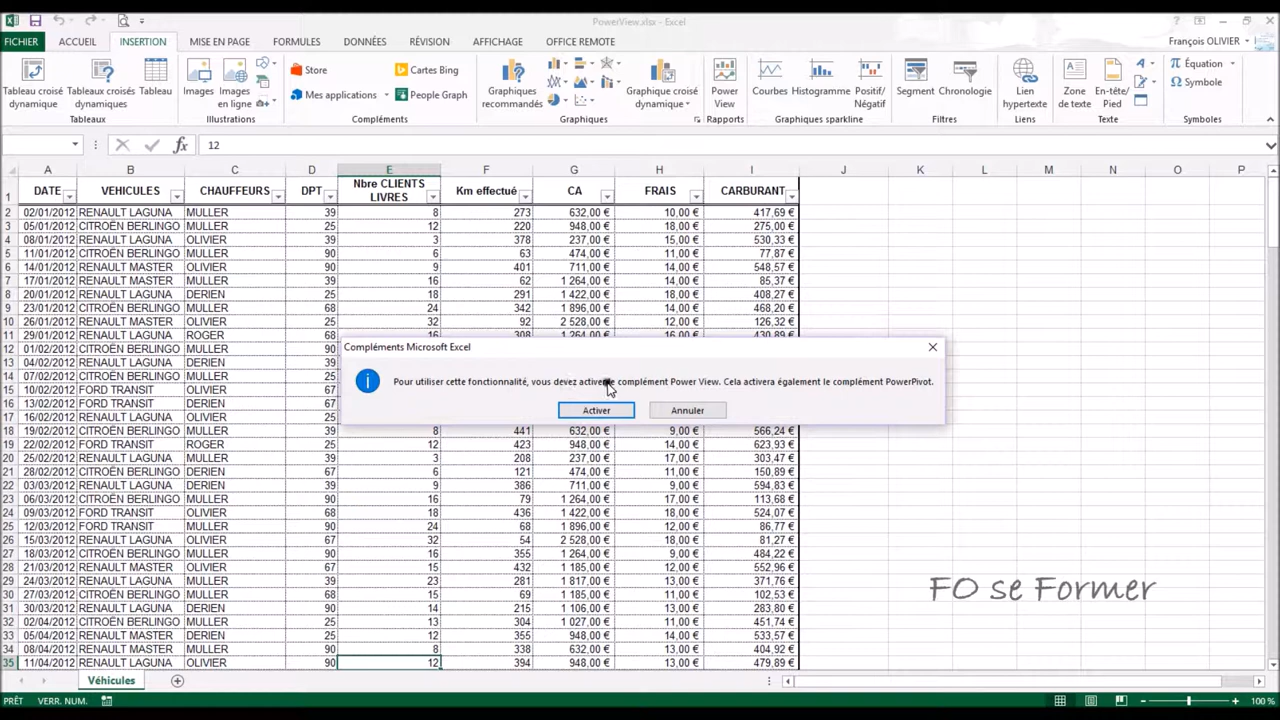 PowerView.xlsx - Excel
FICHIER ACCUEIL INSERTION MISE EN PAGE FORMULES DONNÉES RÉVISION AFFICHAGE OFFICE REMOTE François OLIVIER
Tableau croisé dynamique
Tableaux croisés dynamiques
Tableau
Tableaux
Images
Images en ligne
Illustrations
Store
Mes applications
Cartes Bing
People Graph
Compléments
Graphiques recommandés
Graphique croisé dynamique
Graphiques
Power View
Rapports
Courbes
Histogramme
Positif/ Négatif
Graphiques sparkline
Segment
Chronologie
Filtres
Lien hypertexte
Liens
Zone de texte
En-tête/ Pied
Texte
Équation
Symbole
Symboles
fx 12
A B C D E F G H I J K L M N O P
1 DATE VEHICULES CHAUFFEURS DPT Nbre CLIENTS LIVRES Km effectué CA FRAIS CARBURANT
2 02/01/2012 RENAULT LAGUNA MULLER 39 8 273 632,00 € 10,00 € 417,69 €
3 05/01/2012 CITROËN BERLINGO MULLER 25 12 220 948,00 € 18,00 € 275,00 €
4 08/01/2012 RENAULT LAGUNA OLIVIER 39 3 378 237,00 € 15,00 € 530,33 €
5 11/01/2012 CITROËN BERLINGO MULLER 90 6 63 474,00 € 11,00 € 77,87 €
6 14/01/2012 RENAULT MASTER OLIVIER 90 9 401 711,00 € 14,00 € 548,57 €
7 17/01/2012 RENAULT MASTER MULLER 39 16 62 1 264,00 € 14,00 € 85,37 €
8 20/01/2012 RENAULT LAGUNA DERIEN 25 18 291 1 422,00 € 18,00 € 408,27 €
9 23/01/2012 CITROËN BERLINGO MULLER 68 24 342 1 896,00 € 14,00 € 468,20 €
10 26/01/2012 RENAULT MASTER OLIVIER 90 32 92 2 528,00 € 12,00 € 126,32 €
11 29/01/2012 RENAULT LAGUNA ROGER 68 16 308 1 264,00 € 16,00 € 430,89 €
12 01/02/2012 CITROËN BERLINGO MULLER
13 04/02/2012 RENAULT LAGUNA DERIEN
14 07/02/2012 CITROËN BERLINGO DERIEN
15 10/02/2012 FORD TRANSIT OLIVIER
16 13/02/2012 FORD TRANSIT DERIEN
17 16/02/2012 RENAULT LAGUNA OLIVIER
Compléments Microsoft Excel
Pour utiliser cette fonctionnalité, vous devez activer le complément Power View. Cela activera également le complément PowerPivot.
Activer Annuler
18 19/02/2012 CITROËN BERLINGO MULLER 39 8 441 632,00 € 9,00 € 566,24 €
19 22/02/2012 FORD TRANSIT ROGER 25 12 423 948,00 € 14,00 € 623,93 €
20 25/02/2012 RENAULT LAGUNA DERIEN 39 3 208 237,00 € 12,00 € 303,47 €
21 28/02/2012 CITROËN BERLINGO DERIEN 67 6 121 474,00 € 11,00 € 150,89 €
22 03/03/2012 RENAULT LAGUNA DERIEN 39 9 386 711,00 € 9,00 € 594,83 €
23 06/03/2012 CITROËN BERLINGO MULLER 90 16 79 1 264,00 € 17,00 € 113,68 €
24 09/03/2012 FORD TRANSIT OLIVIER 68 18 436 1 422,00 € 18,00 € 567,70 €
25 12/03/2012 FORD TRANSIT MULLER 90 24 68 1 896,00 € 12,00 € 86,77 €
26 15/03/2012 RENAULT LAGUNA OLIVIER 67 32 54 2 528,00 € 18,00 € 81,27 €
27 18/03/2012 CITROËN BERLINGO MULLER 90 16 355 1 264,00 € 9,00 € 484,22 €
28 21/03/2012 RENAULT MASTER OLIVIER 67 15 432 1 185,00 € 12,00 € 552,96 €
29 24/03/2012 RENAULT LAGUNA MULLER 39 23 281 1 817,00 € 13,00 € 371,76 €
30 27/03/2012 CITROËN BERLINGO MULLER 68 15 69 1 185,00 € 12,00 € 102,53 €
31 30/03/2012 RENAULT LAGUNA DERIEN 90 14 215 1 106,00 € 13,00 € 283,80 €
32 02/04/2012 CITROËN BERLINGO MULLER 25 13 304 1 027,00 € 11,00 € 451,74 €
33 05/04/2012 RENAULT MASTER DERIEN 25 12 355 948,00 € 14,00 € 533,57 €
34 08/04/2012 RENAULT MASTER MULLER 90 8 338 632,00 € 12,00 € 404,92 €
35 11/04/2012 RENAULT LAGUNA OLIVIER 90 12 394 948,00 € 13,00 € 479,89 €
FO se Former
Véhicules
PRÊT VERR. NUM. 100 %